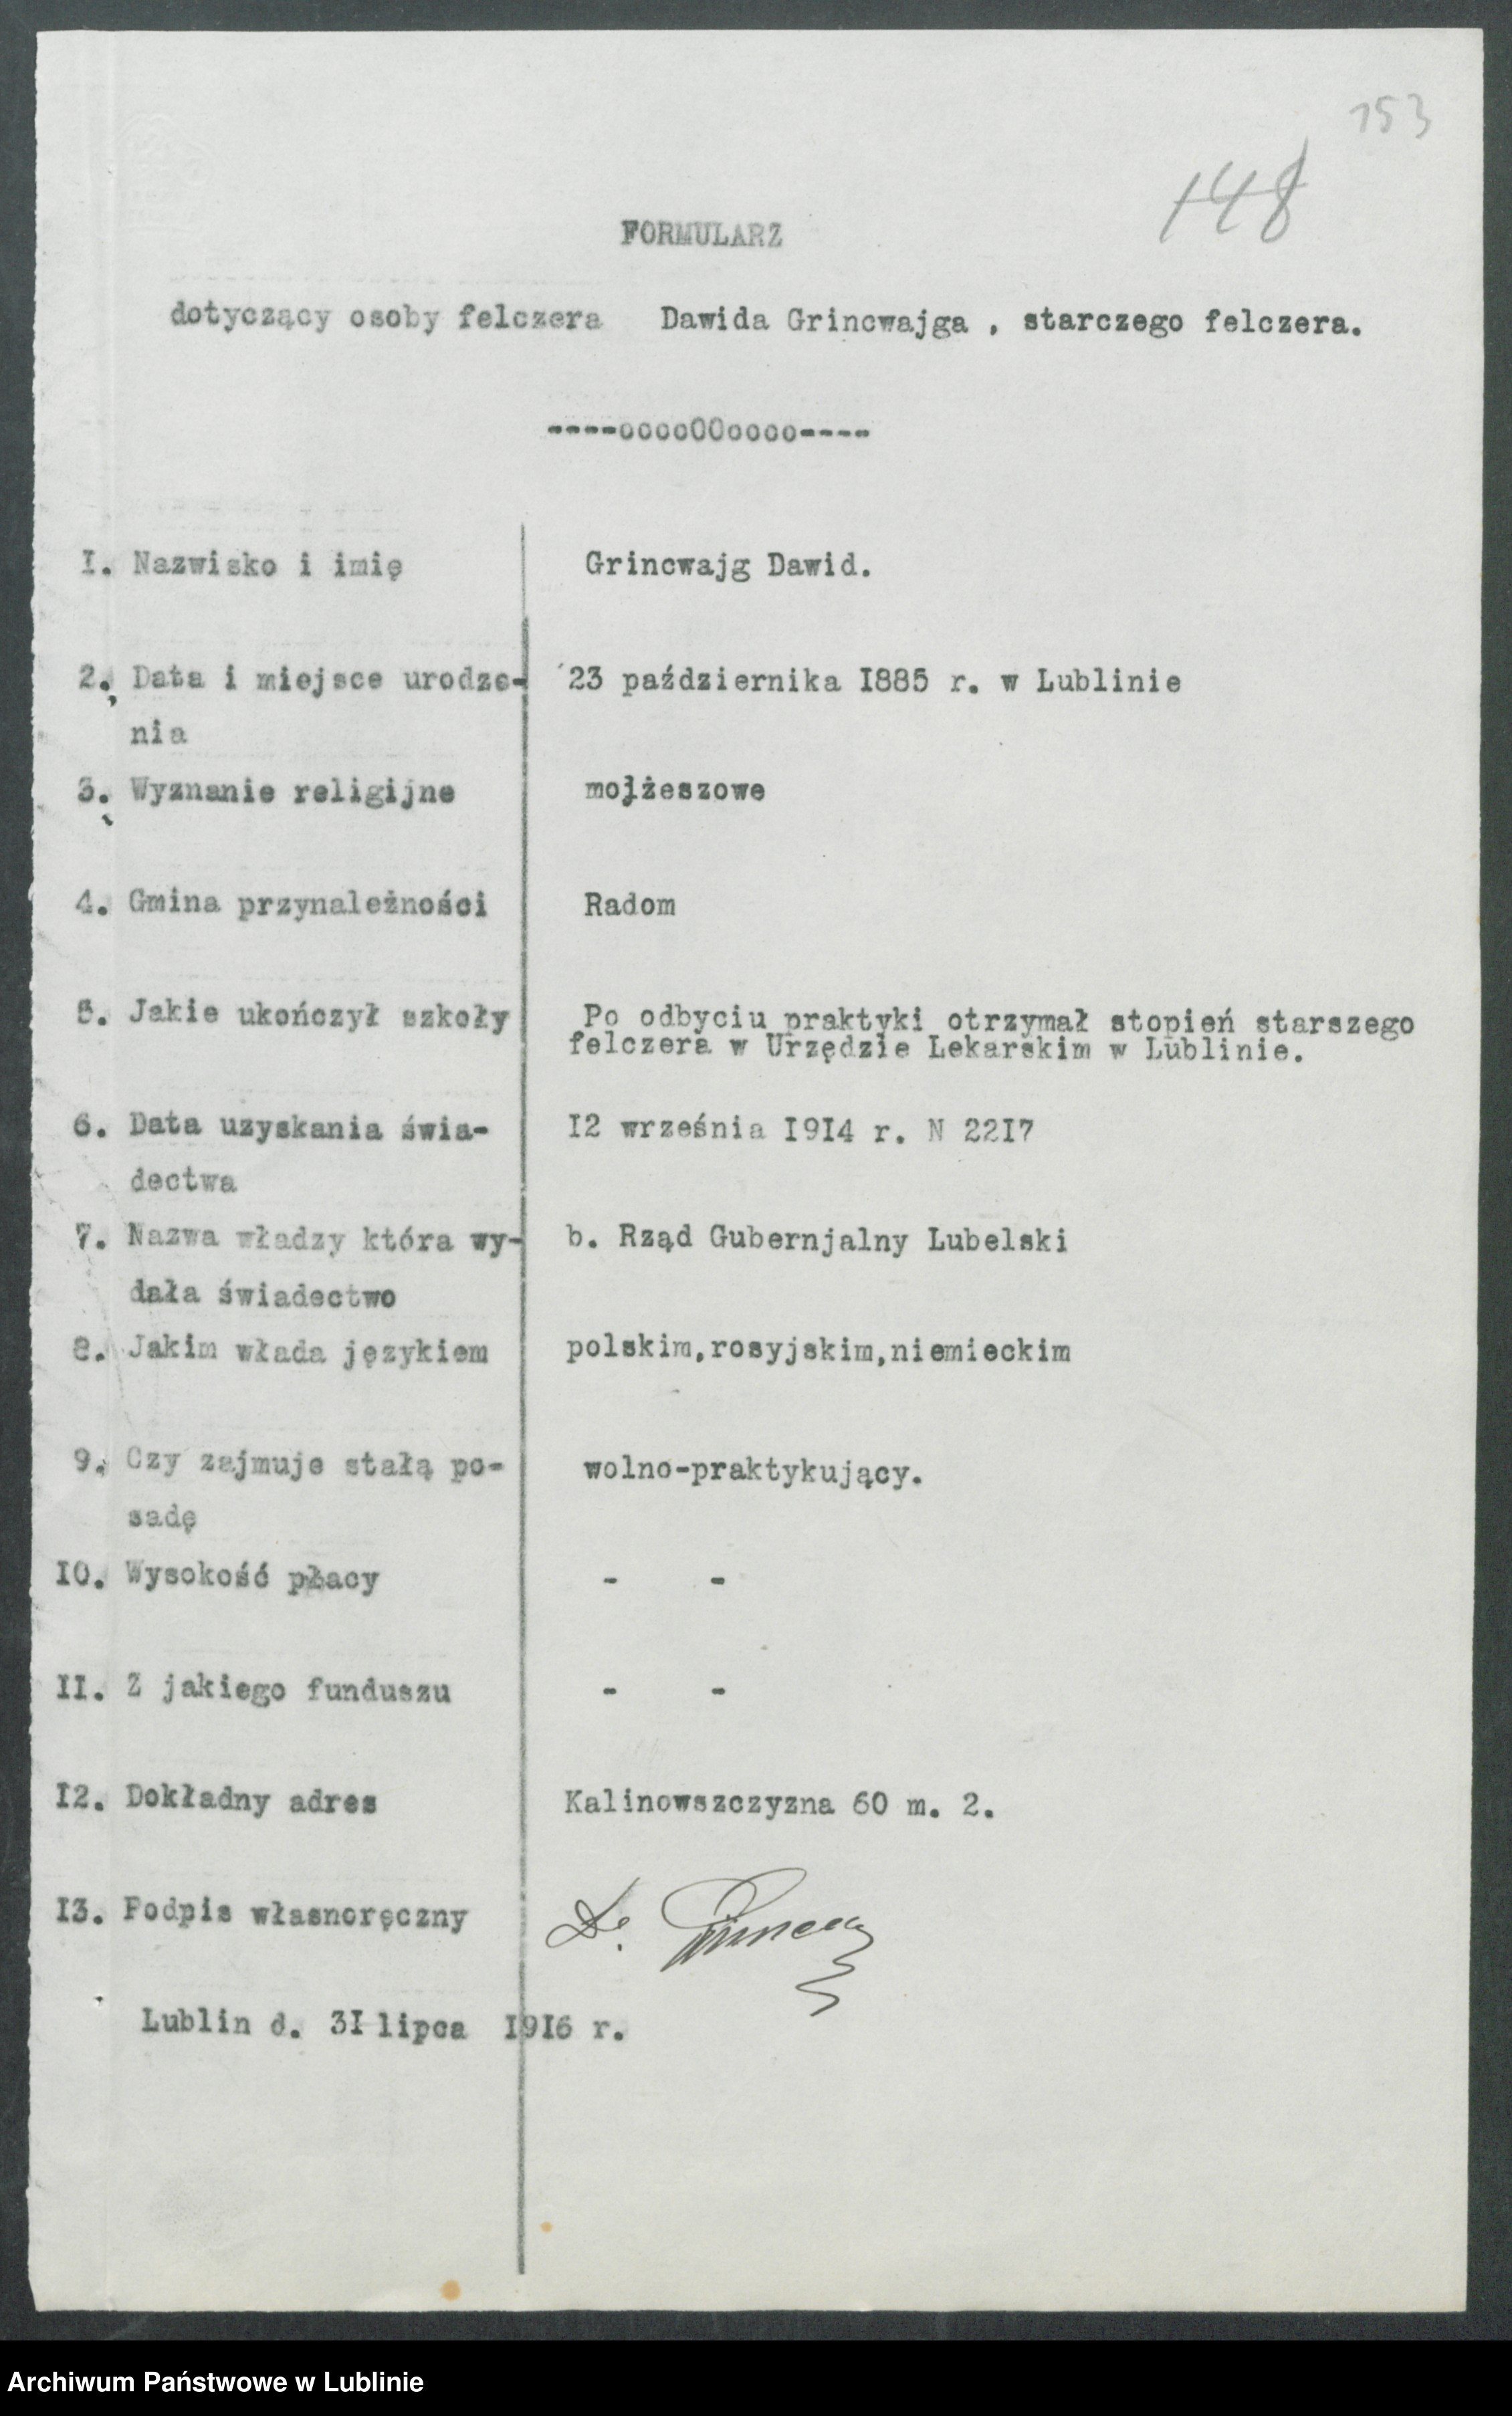 153
148
FORMULARZ
dotyczący osoby felczera Dawida Grincwajga , starczego felczera.
----ooooOOoooo----
I. Nazwisko i imię Grincwajg Dawid.
2. Data i miejsce urodze- 23 października I885 r. w Lublinie
nia
3. Wyznanie religijne mojżeszowe
4. Gmina przynależności Radom
5. Jakie ukończył szkoły Po odbyciu praktyki otrzymał stopień starszego
felczera w Urzędzie Lekarskim w Lublinie.
6. Data uzyskania świa- I2 września I9I4 r. N 22I7
dectwa
7. Nazwa władzy która wy- b. Rząd Gubernjalny Lubelski
dała świadectwo
8. Jakim włada językiem polskim,rosyjskim,niemieckim
9. Czy zajmuje stałą po- wolno-praktykujący.
sadę
IO. Wysokość płacy - -
II. Z jakiego funduszu - -
I2. Dokładny adres Kalinowszczyzna 60 m. 2.
I3. Podpis własnoręczny
Lublin d. 3I lipca I9I6 r.
Archiwum Państwowe w Lublinie